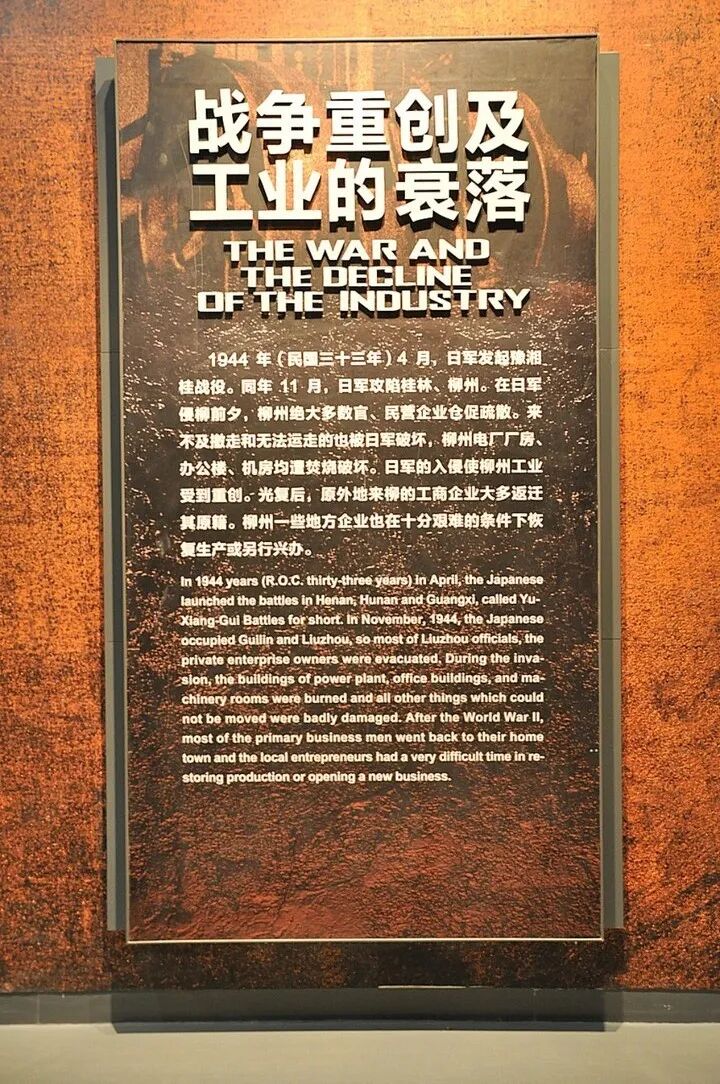 战争重创及
工业的衰落
THE WAR AND
THE DECLINE
OF THE INDUSTRY
1944 年（民国三十三年）4 月，日军发起豫湘
桂战役。同年 11 月，日军攻陷桂林、柳州。在日军
侵柳前夕，柳州绝大多数官、民营企业仓促疏散。来
不及撤走和无法运走的也被日军破坏，柳州电厂厂房、
办公楼、机房均遭焚烧破坏。日军的入侵使柳州工业
受到重创。光复后，原外地来柳的工商企业大多返迁
其原籍。柳州一些地方企业也在十分艰难的条件下恢
复生产或另行兴办。
In 1944 years (R.O.C. thirty-three years) in April, the Japanese
launched the battles in Henan, Hunan and Guangxi, called Yu-
Xiang-Gui Battles for short. In November, 1944, the Japanese
occupied Guilin and Liuzhou, so most of Liuzhou officials, the
private enterprise owners were evacuated. During the inva-
sion, the buildings of power plant, office buildings, and ma-
chinery rooms were burned and all other things which could
not be moved were badly damaged. After the World War II,
most of the primary business men went back to their home
town and the local entrepreneurs had a very difficult time in re-
storing production or opening a new business.